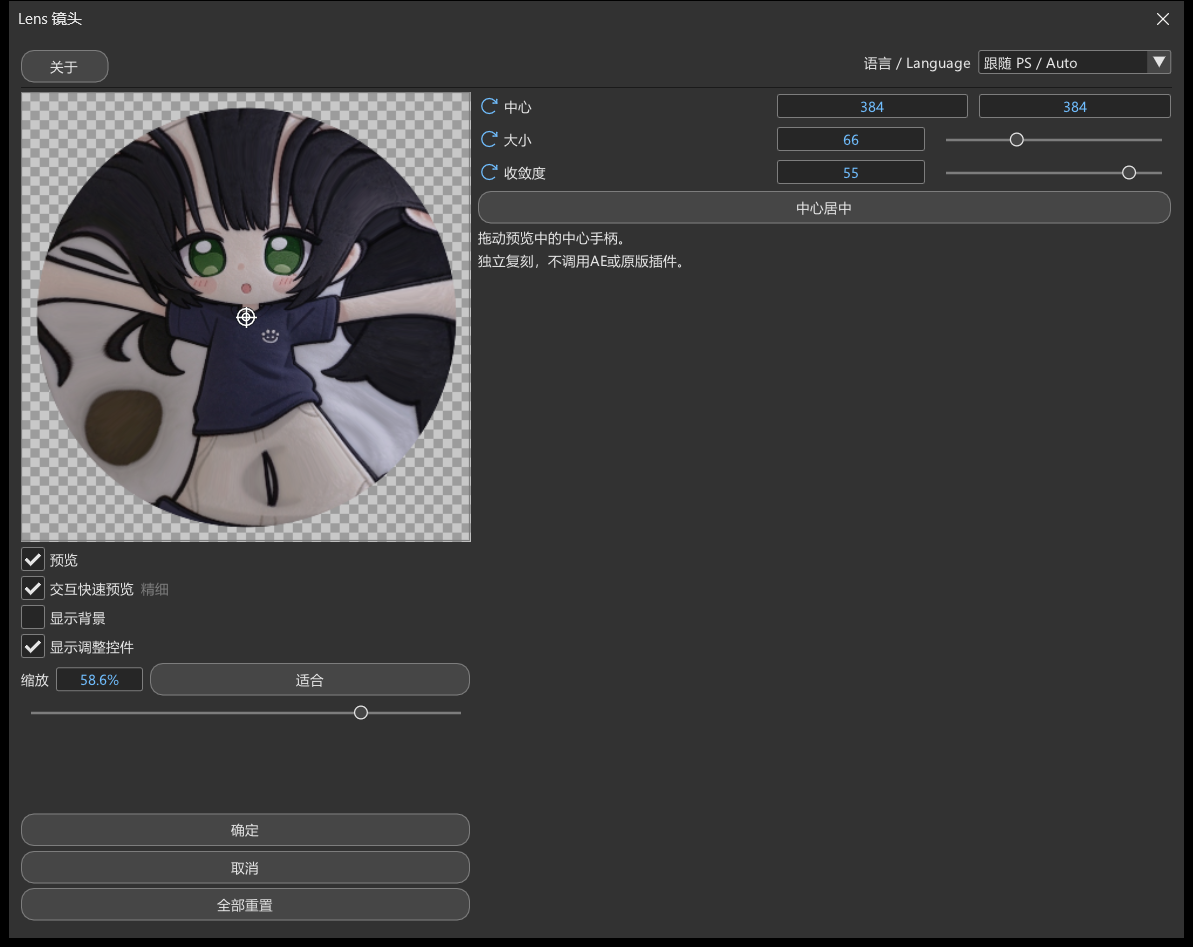 Lens 镜头
关于
语言 / Language 跟随 PS / Auto
中心 384 384
大小 66
收敛度 55
中心居中
拖动预览中的中心手柄。
独立复刻，不调用AE或原版插件。
预览
交互快速预览 精细
显示背景
显示调整控件
缩放 58.6% 适合
确定
取消
全部重置